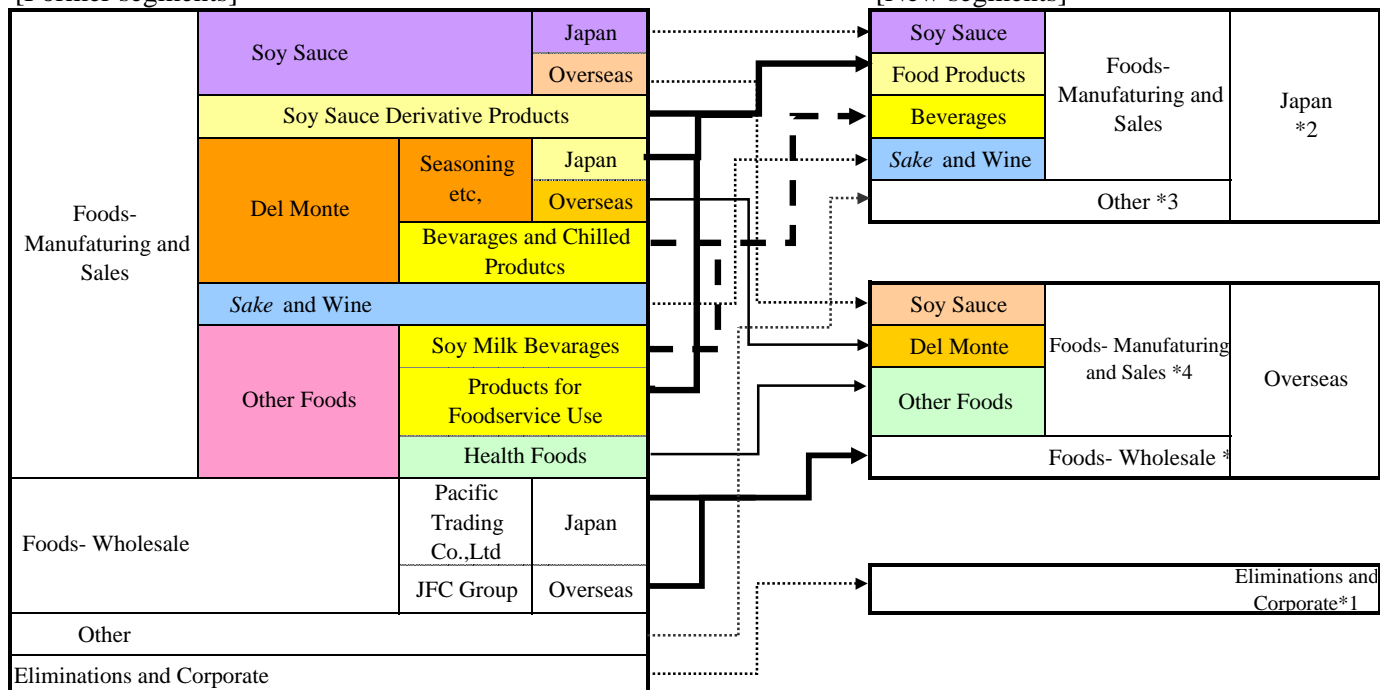 [Former segments]
[New segments]
Soy Sauce
Japan
Overseas
Soy Sauce Derivative Products
Foods-
Manufaturing and
Sales
Del Monte
Seasoning
etc,
Japan
Overseas
Bevarages and Chilled
Produtcs
Sake and Wine
Other Foods
Soy Milk Bevarages
Products for
Foodservice Use
Health Foods
Foods- Wholesale
Pacific
Trading
Co.,Ltd
Japan
JFC Group
Overseas
Other
Eliminations and Corporate
Soy Sauce
Food Products
Beverages
Sake and Wine
Foods-
Manufaturing and
Sales
Other *3
Japan
*2
Soy Sauce
Del Monte
Other Foods
Foods- Manufaturing
and Sales *4
Foods- Wholesale *
Overseas
Eliminations and
Corporate*1